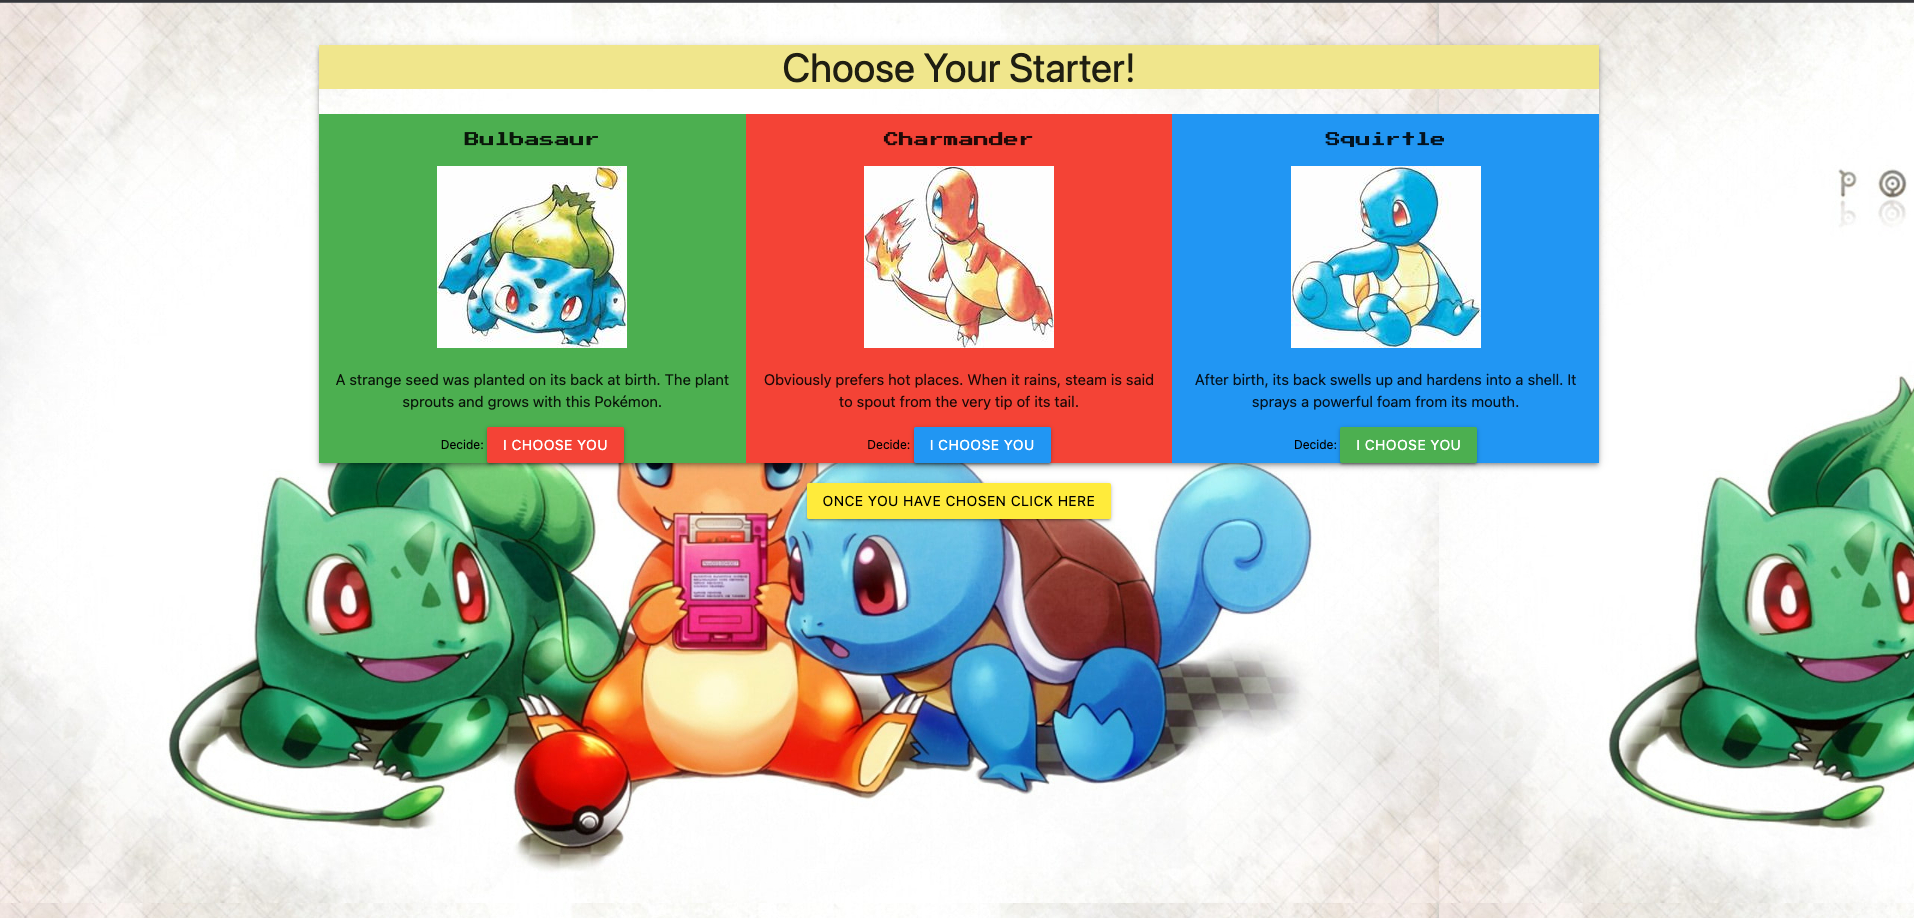 Choose Your Starter!
Bulbasaur
Charmander
Squirtle
A strange seed was planted on its back at birth. The plant
sprouts and grows with this Pokémon.
Obviously prefers hot places. When it rains, steam is said
to spout from the very tip of its tail.
After birth, its back swells up and hardens into a shell. It
sprays a powerful foam from its mouth.
Decide: I CHOOSE YOU
Decide: I CHOOSE YOU
Decide: I CHOOSE YOU
ONCE YOU HAVE CHOSEN CLICK HERE
P O